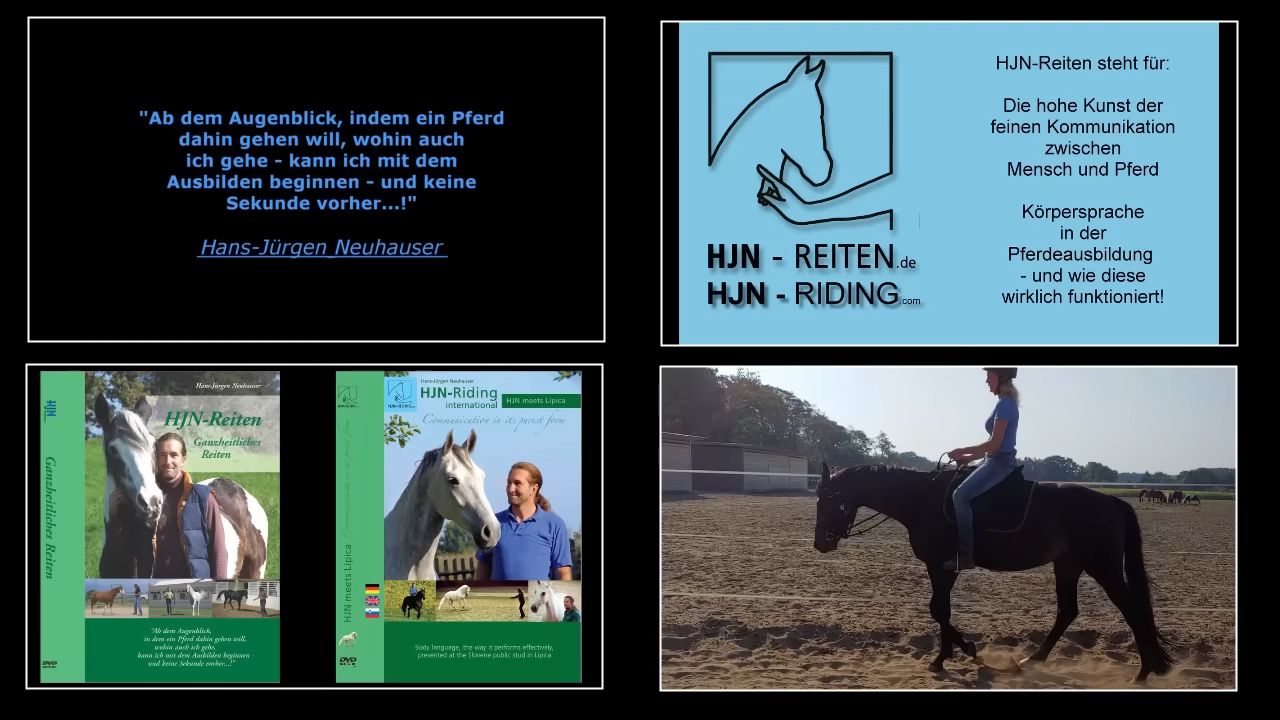 "Ab dem Augenblick, indem ein Pferd
dahin gehen will, wohin auch
ich gehe - kann ich mit dem
Ausbilden beginnen - und keine
Sekunde vorher...!"
Hans-Jürgen Neuhauser
HJN - REITEN.de
HJN - RIDING.com
HJN-Reiten steht für:
Die hohe Kunst der
feinen Kommunikation
zwischen
Mensch und Pferd
Körpersprache
in der
Pferdeausbildung
- und wie diese
wirklich funktioniert!
HJN
Ganzheitliches Reiten
DVD
Hans-Jürgen Neuhauser
HJN-Reiten
Ganzheitliches
Reiten
"Ab dem Augenblick,
in dem ein Pferd dahin gehen will,
wohin auch ich gehe,
kann ich mit dem Ausbilden beginnen -
und keine Sekunde vorher...!"
HJN meets Lipica
DVD
Hans-Jürgen Neuhauser
HJN-Riding
international
HJN meets Lipica
Communication in its purest form
Body language, the way it performs effectively,
presented at the Slovene public stud in Lipica